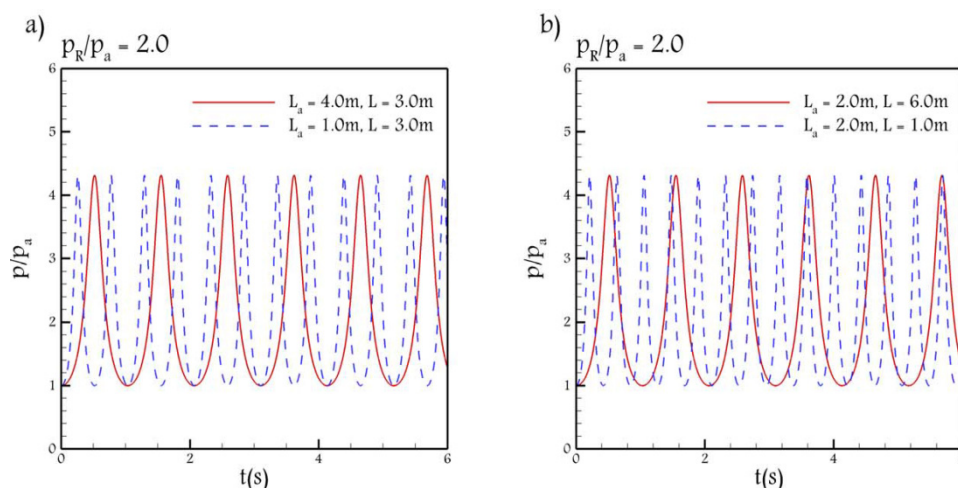 a)
p_R/p_a = 2.0
L_a = 4.0m, L = 3.0m
L_a = 1.0m, L = 3.0m
6
5
4
3
2
1
0
p/p_a
0 2 4 6
t(s)
b)
p_R/p_a = 2.0
L_a = 2.0m, L = 6.0m
L_a = 2.0m, L = 1.0m
6
5
4
3
2
1
0
p/p_a
0 2 4
t(s)